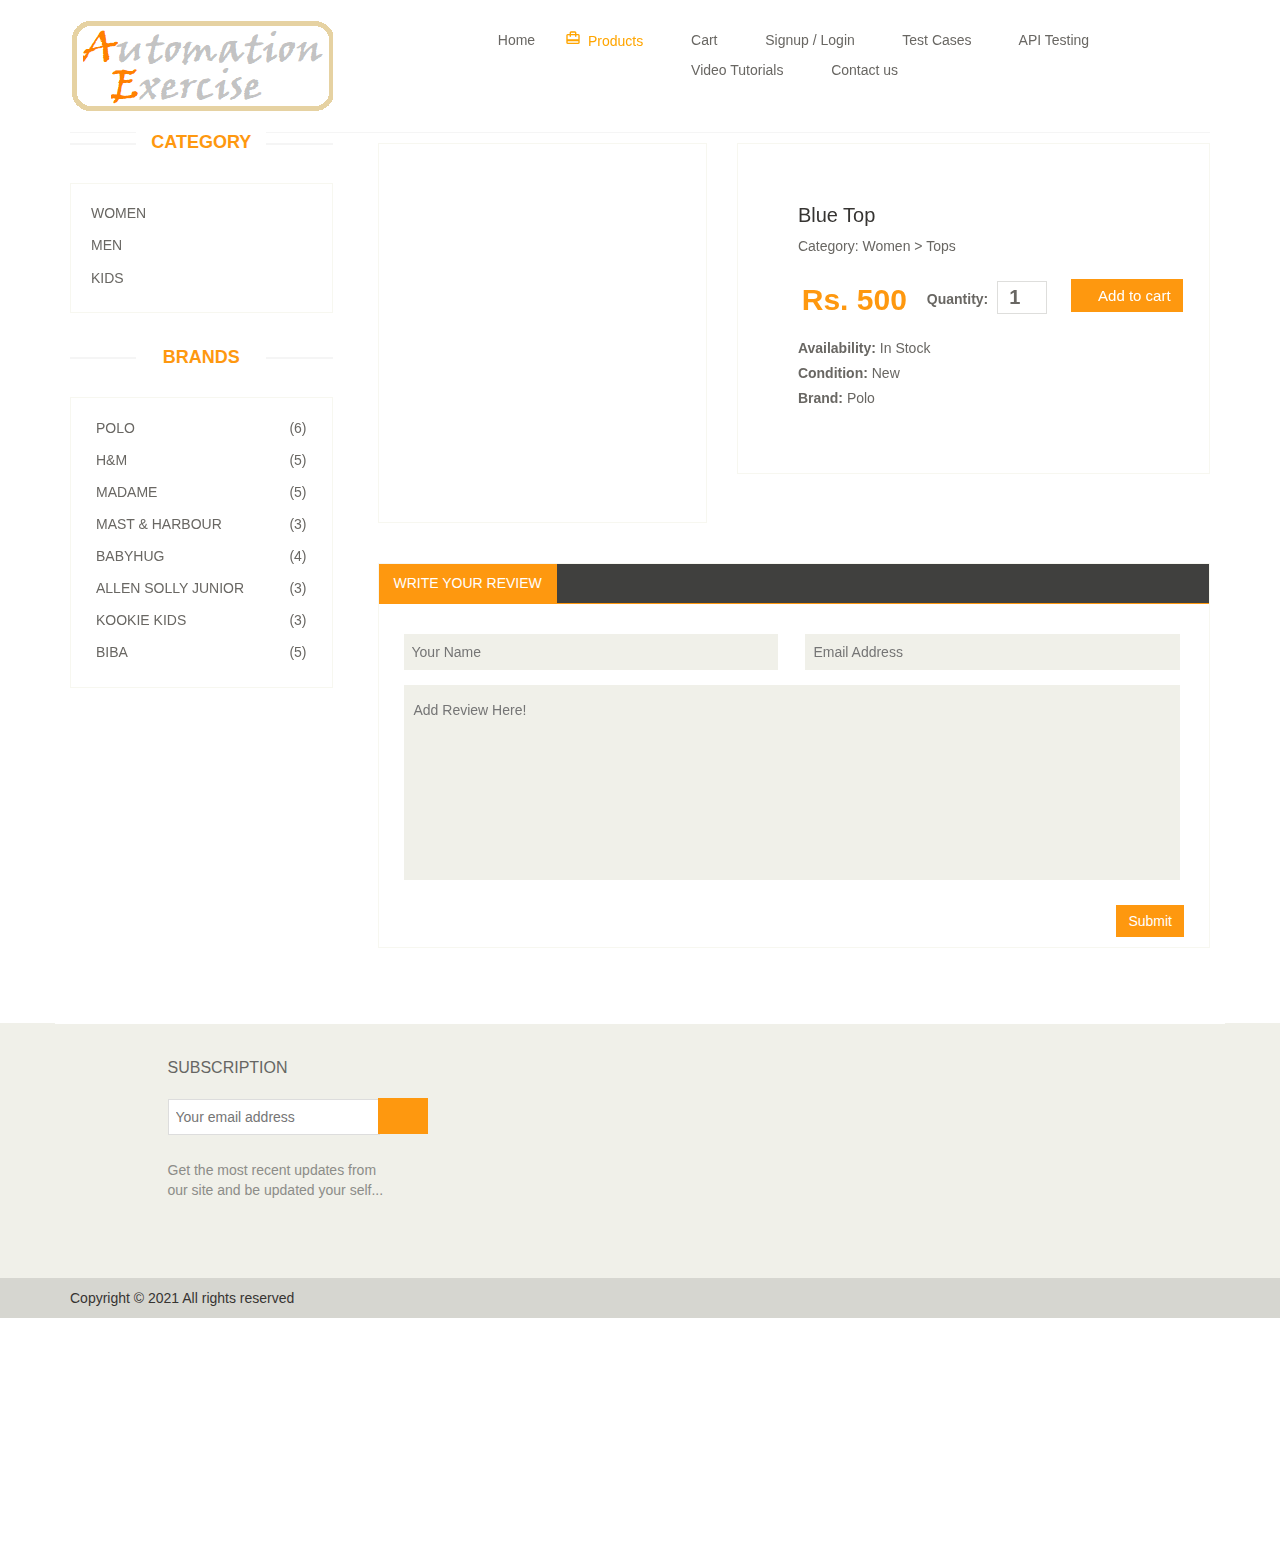 Automation
Exercise
Home
Products
Cart
Signup / Login
Test Cases
API Testing
Video Tutorials
Contact us
CATEGORY
WOMEN
MEN
KIDS
BRANDS
POLO (6)
H&M (5)
MADAME (5)
MAST & HARBOUR (3)
BABYHUG (4)
ALLEN SOLLY JUNIOR (3)
KOOKIE KIDS (3)
BIBA (5)
Blue Top
Category: Women > Tops
Rs. 500 Quantity: 1 Add to cart
Availability: In Stock
Condition: New
Brand: Polo
WRITE YOUR REVIEW
Your Name
Email Address
Add Review Here!
Submit
SUBSCRIPTION
Your email address
Get the most recent updates from
our site and be updated your self...
Copyright © 2021 All rights reserved